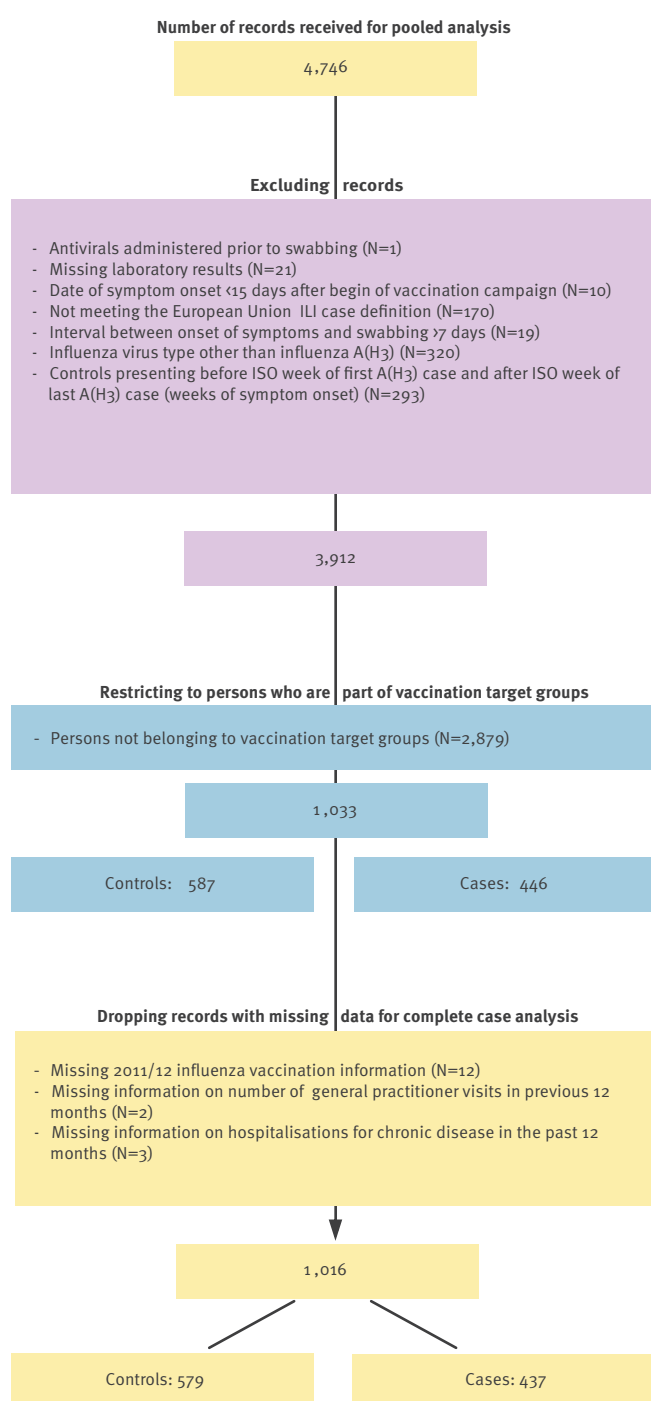 Number of records received for pooled analysis
4,746
Excluding records
- Antivirals administered prior to swabbing (N=1)
- Missing laboratory results (N=21)
- Date of symptom onset <15 days after begin of vaccination campaign (N=10)
- Not meeting the European Union ILI case definition (N=170)
- Interval between onset of symptoms and swabbing >7 days (N=19)
- Influenza virus type other than influenza A(H3) (N=320)
- Controls presenting before ISO week of first A(H3) case and after ISO week of
last A(H3) case (weeks of symptom onset) (N=293)
3,912
Restricting to persons who are part of vaccination target groups
- Persons not belonging to vaccination target groups (N=2,879)
1,033
Controls: 587 Cases: 446
Dropping records with missing data for complete case analysis
- Missing 2011/12 influenza vaccination information (N=12)
- Missing information on number of general practitioner visits in previous 12
months (N=2)
- Missing information on hospitalisations for chronic disease in the past 12
months (N=3)
1,016
Controls: 579 Cases: 437